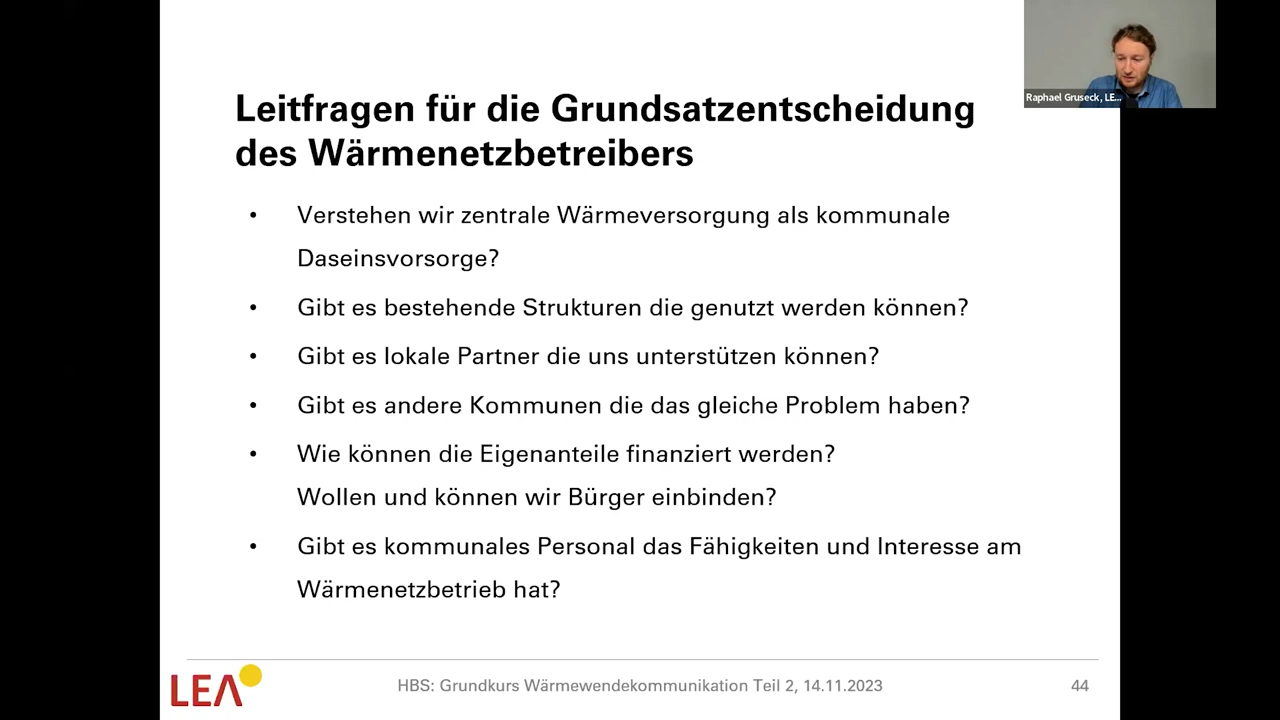 Raphael Gruseck, LE...
Leitfragen für die Grundsatzentscheidung
des Wärmenetzbetreibers
• Verstehen wir zentrale Wärmeversorgung als kommunale
Daseinsvorsorge?
• Gibt es bestehende Strukturen die genutzt werden können?
• Gibt es lokale Partner die uns unterstützen können?
• Gibt es andere Kommunen die das gleiche Problem haben?
• Wie können die Eigenanteile finanziert werden?
Wollen und können wir Bürger einbinden?
• Gibt es kommunales Personal das Fähigkeiten und Interesse am
Wärmenetzbetrieb hat?
LEA
HBS: Grundkurs Wärmewendekommunikation Teil 2, 14.11.2023
44